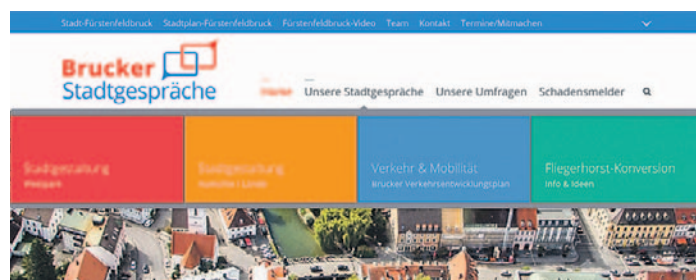 Stadt-Fürstenfeldbruck Stadtplan-Fürstenfeldbruck Fürstenfeldbruck-Video Team Kontakt Termine/Mitmachen
Brucker
Stadtgespräche
Unsere Stadtgespräche Unsere Umfragen Schadensmelder
Stadtgestaltung Stadtgestaltung Verkehr & Mobilität Fliegerhorst-Konversion
Brucker Verkehrsentwicklungsplan Info & Ideen